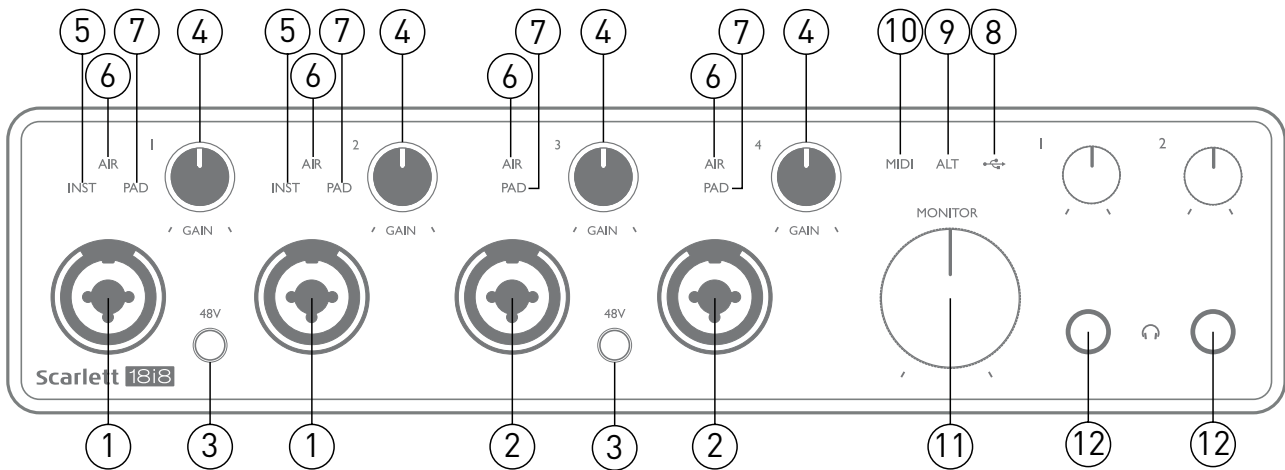 5 7 4 5 7 4 7 4 7 4 10 9 8
6 6 6 6
1 2 3 4 1 2
AIR AIR AIR AIR MIDI ALT
INST PAD INST PAD PAD PAD
MONITOR
GAIN GAIN GAIN GAIN
48V 48V
Scarlett 18i8
1 3 1 2 3 2 11 12 12